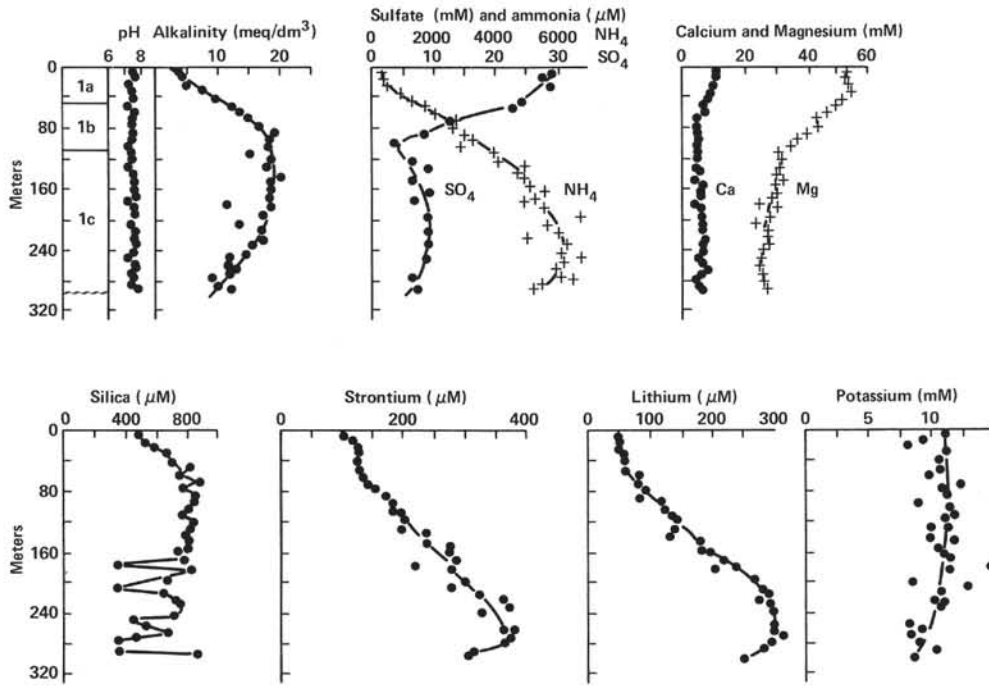 pH Alkalinity (meq/dm³) Sulfate (mM) and ammonia (μM) Calcium and Magnesium (mM)
6 8 10 20 0 2000 4000 6000 NH₄
0 10 20 30 SO₄
0 20 40 60
0
80
160
240
320
Meters
1a
1b
1c
SO₄
NH₄
Ca
Mg
Silica (μM) Strontium (μM) Lithium (μM) Potassium (mM)
0 400 800 0 200 400 0 100 200 300 0 5 10
0
80
160
240
320
Meters